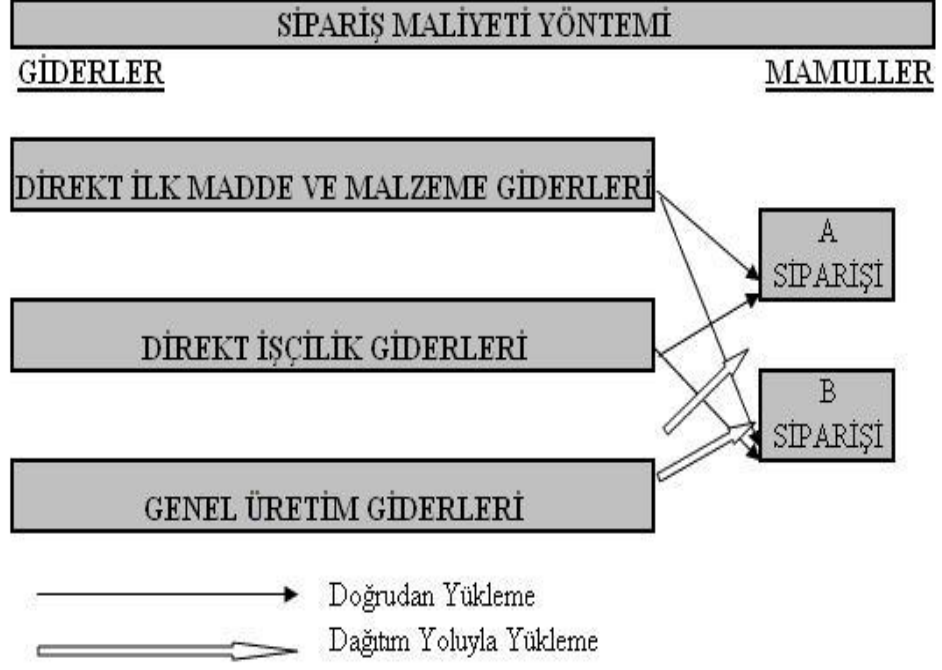 SİPARİŞ MALİYETİ YÖNTEMİ
GİDERLER
MAMULLER
DİREKT İLK MADDE VE MALZEME GİDERLERİ
A
SİPARİŞİ
DİREKT İŞÇİLİK GİDERLERİ
B
SİPARİŞİ
GENEL ÜRETİM GİDERLERİ
Doğrudan Yükleme
Dağıtım Yoluyla Yükleme